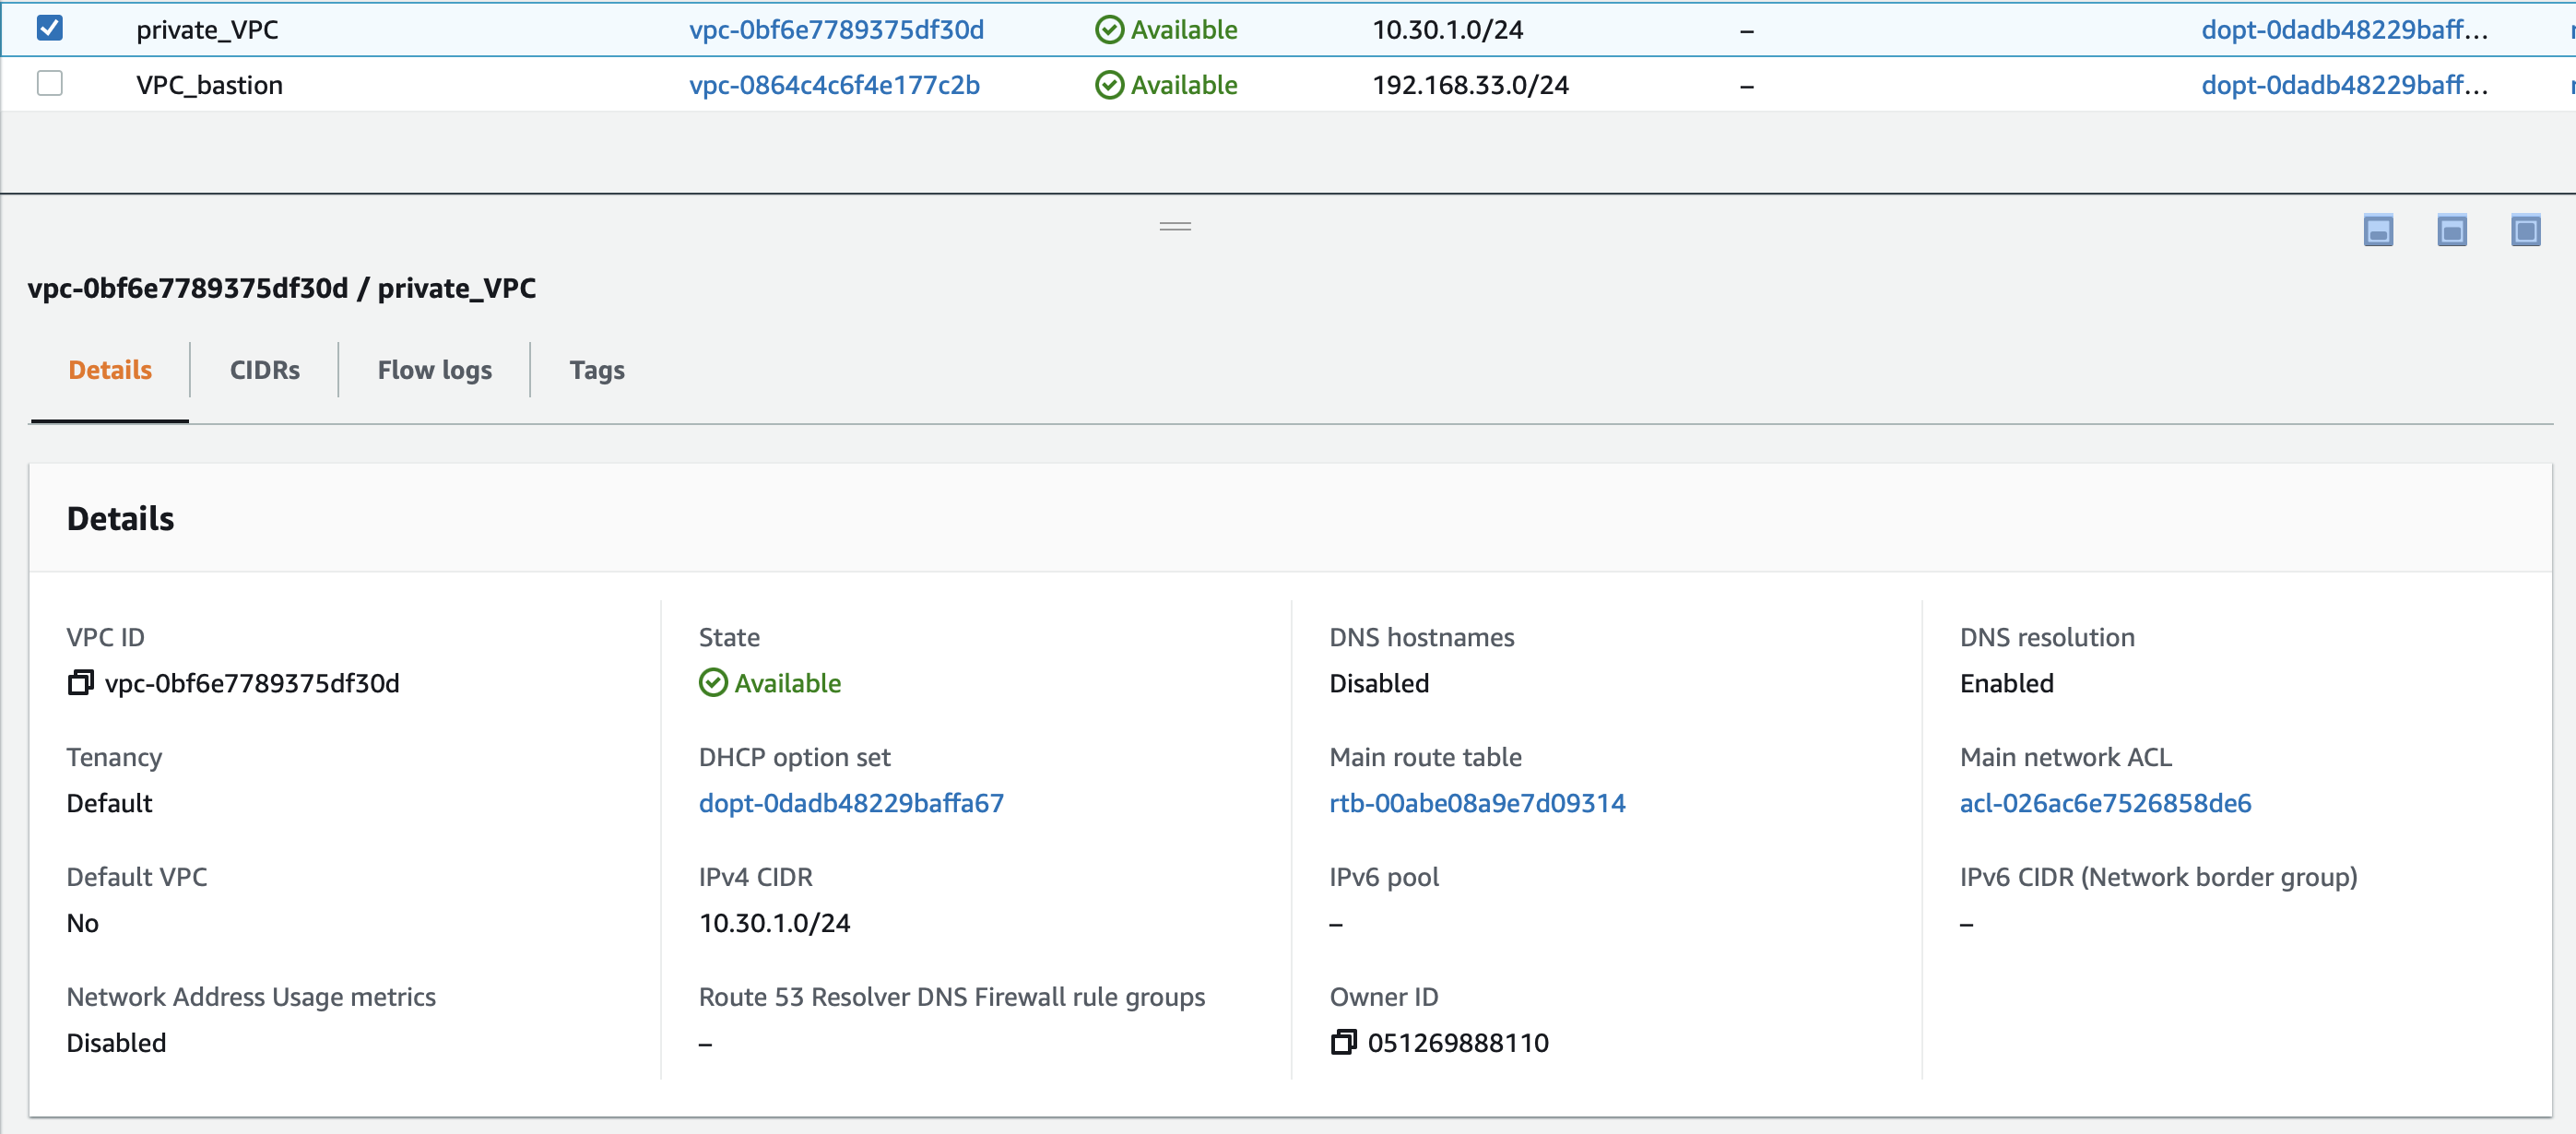 private_VPC vpc-0bf6e7789375df30d Available 10.30.1.0/24 – dopt-0dadb48229baff...
VPC_bastion vpc-0864c4c6f4e177c2b Available 192.168.33.0/24 – dopt-0dadb48229baff...
vpc-0bf6e7789375df30d / private_VPC
Details CIDRs Flow logs Tags
Details
VPC ID State DNS hostnames DNS resolution
vpc-0bf6e7789375df30d Available Disabled Enabled
Tenancy DHCP option set Main route table Main network ACL
Default dopt-0dadb48229baffa67 rtb-00abe08a9e7d09314 acl-026ac6e7526858de6
Default VPC IPv4 CIDR IPv6 pool IPv6 CIDR (Network border group)
No 10.30.1.0/24 – –
Network Address Usage metrics Route 53 Resolver DNS Firewall rule groups Owner ID
Disabled – 051269888110